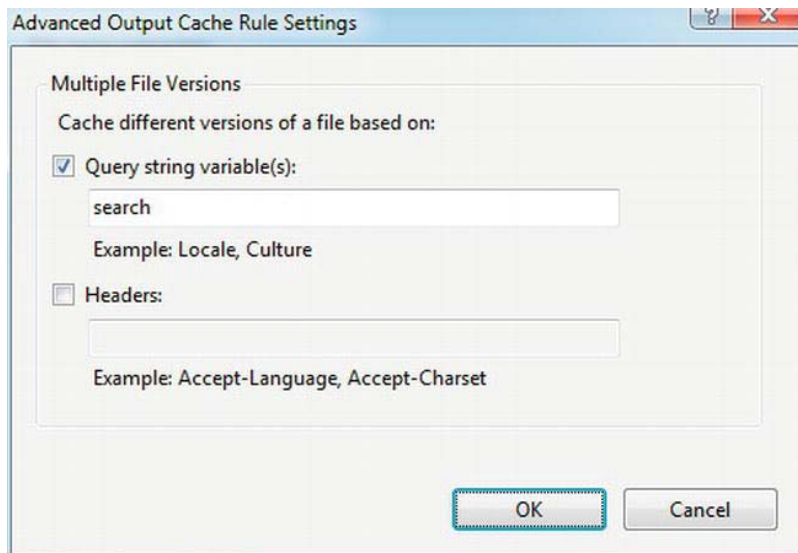 Advanced Output Cache Rule Settings
Multiple File Versions
Cache different versions of a file based on:
Query string variable(s):
search
Example: Locale, Culture
Headers:
Example: Accept-Language, Accept-Charset
OK
Cancel